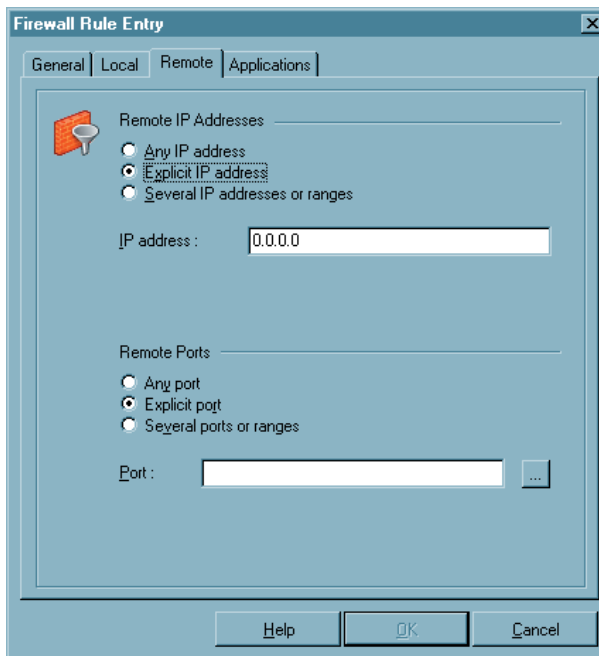 Firewall Rule Entry
General Local Remote Applications
Remote IP Addresses
Any IP address
Explicit IP address
Several IP addresses or ranges
IP address : 0.0.0.0
Remote Ports
Any port
Explicit port
Several ports or ranges
Port : ...
Help OK Cancel